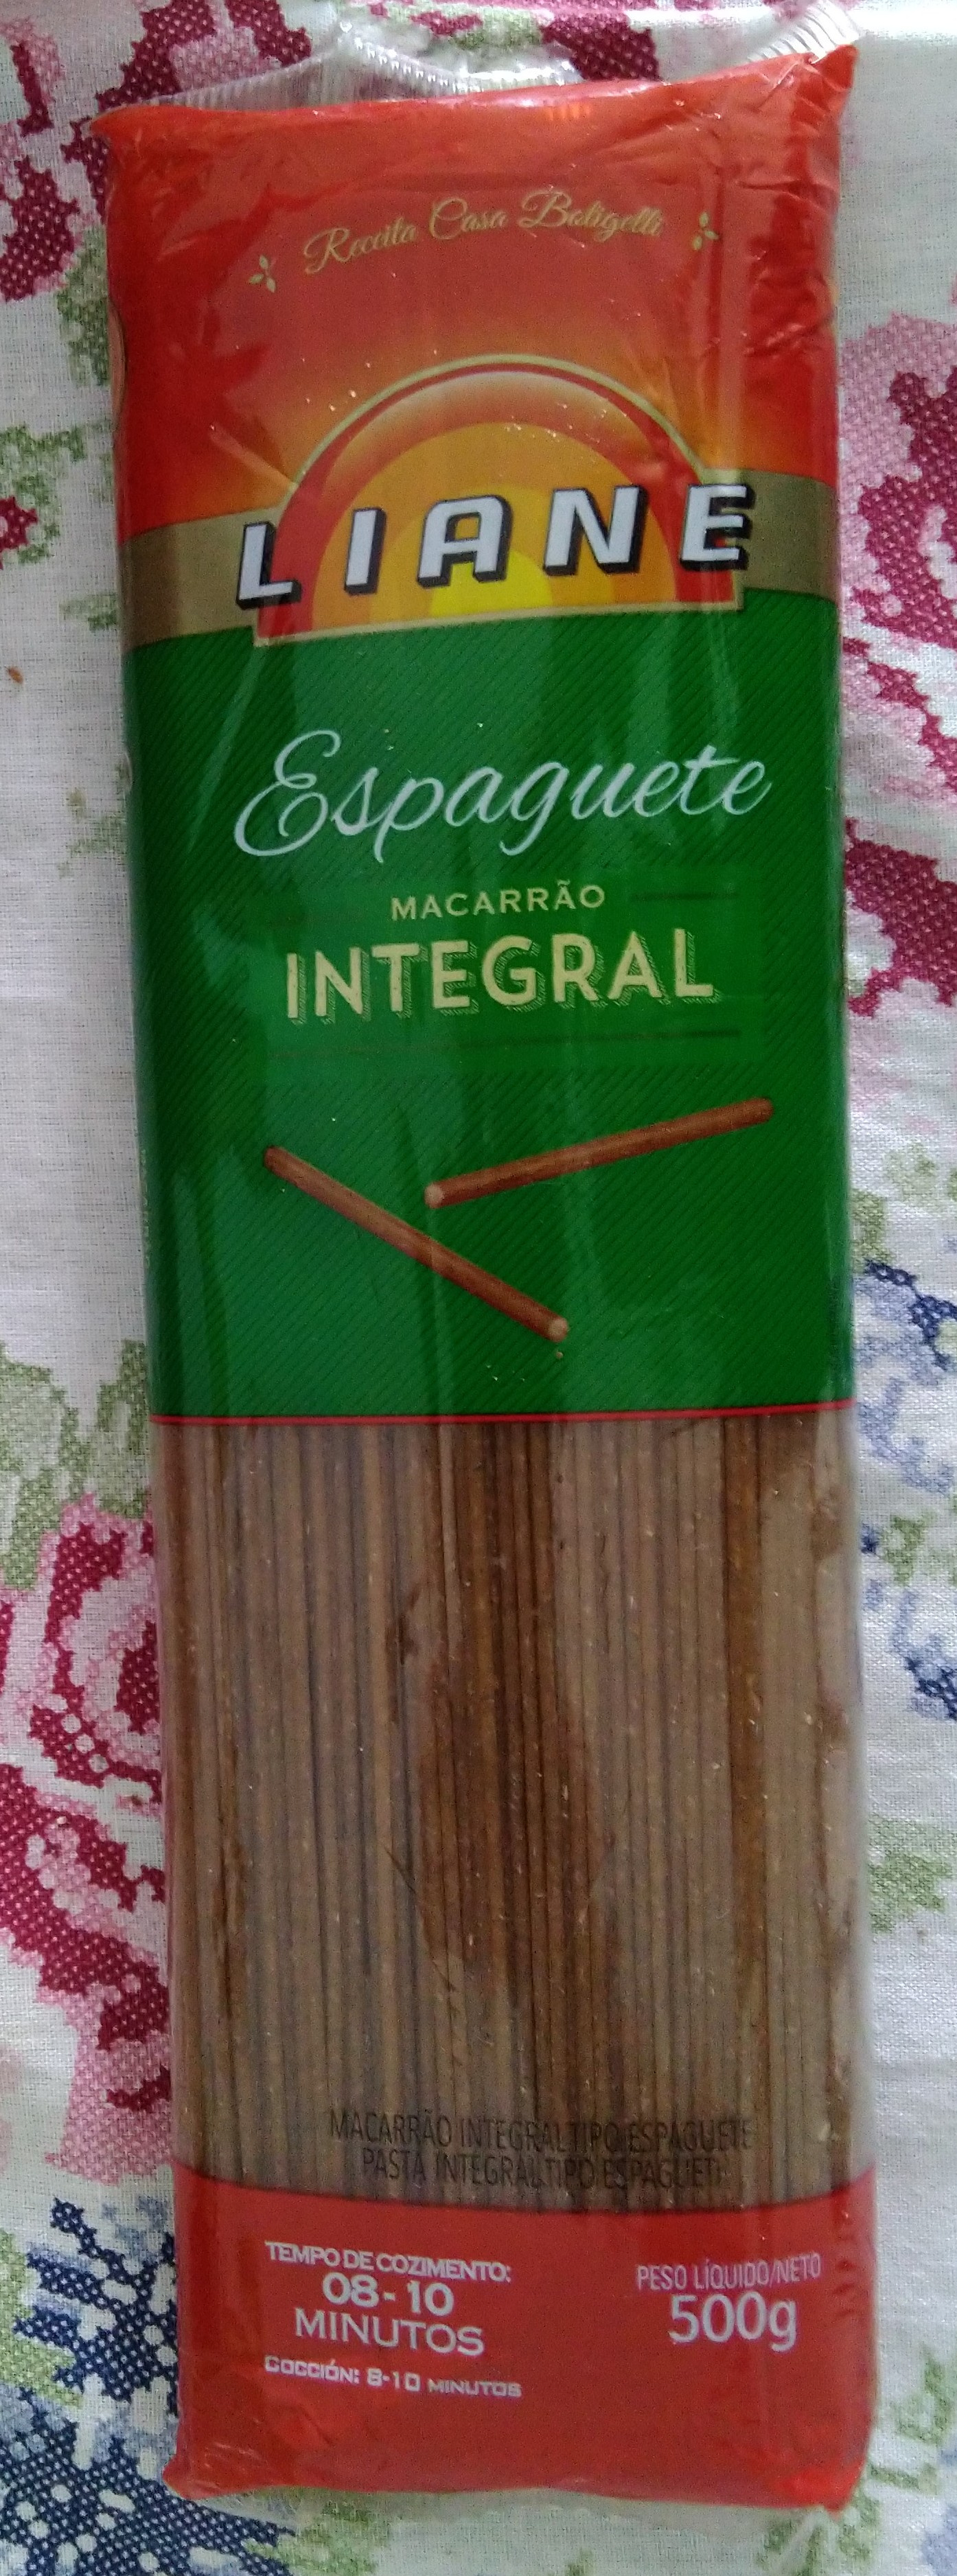 Receita Casa Boligelli
LIANE
Espaguete
MACARRÃO
INTEGRAL
MACARRÃO INTEGRAL TIPO ESPAGUETE
PASTA INTEGRAL TIPO ESPAGUETI
TEMPO DE COZIMENTO:
08-10
MINUTOS
COCCIÓN: 8-10 MINUTOS
PESO LÍQUIDO/NETO
500g